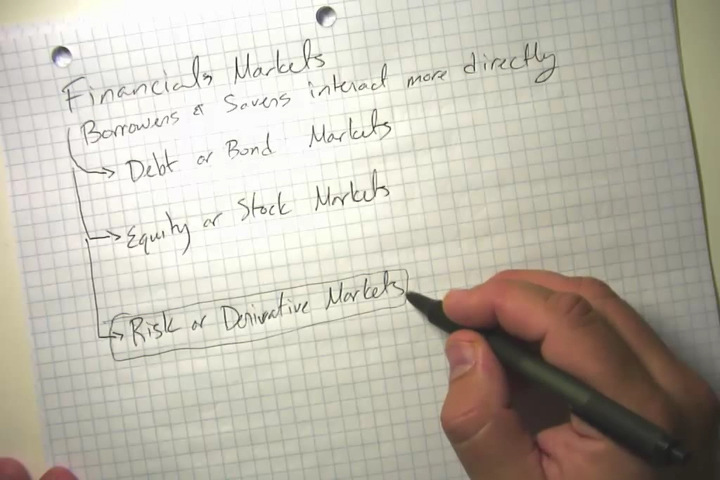 Financials Markets
Borrowers & Savers interact more directly
Debt or Bond Markets
Equity or Stock Markets
Risk or Derivative Markets